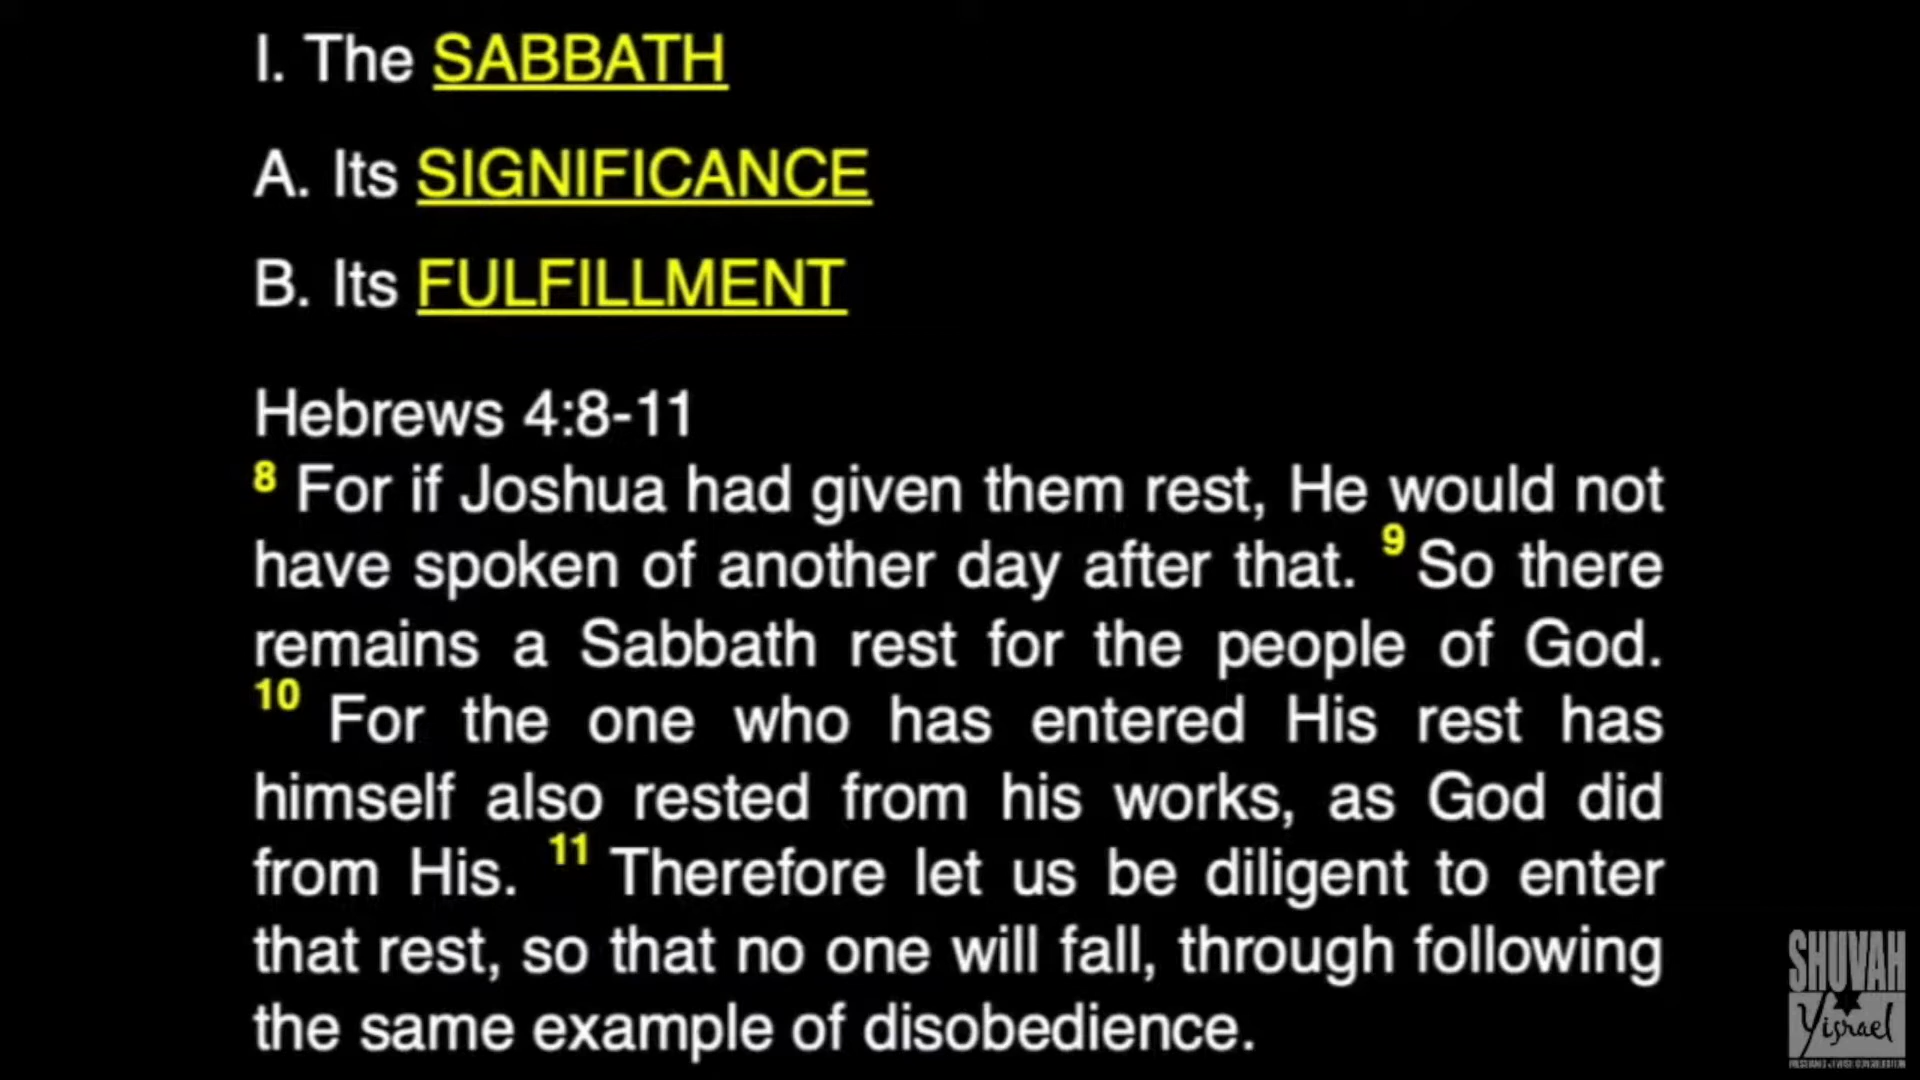 I. The SABBATH
A. Its SIGNIFICANCE
B. Its FULFILLMENT
Hebrews 4:8-11
8 For if Joshua had given them rest, He would not
have spoken of another day after that. 9 So there
remains a Sabbath rest for the people of God.
10 For the one who has entered His rest has
himself also rested from his works, as God did
from His. 11 Therefore let us be diligent to enter
that rest, so that no one will fall, through following
the same example of disobedience.
SHUVAH
Yisrael